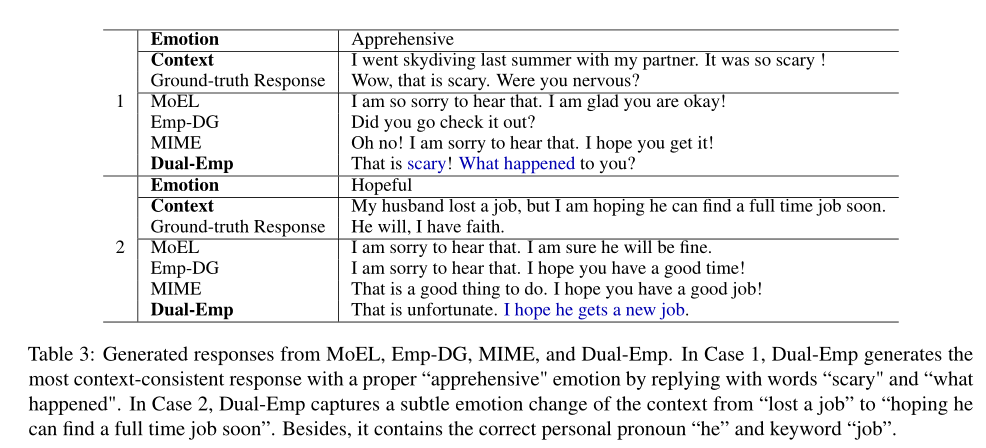 Emotion Apprehensive
Context I went skydiving last summer with my partner. It was so scary !
Ground-truth Response Wow, that is scary. Were you nervous?
1 MoEL I am so sorry to hear that. I am glad you are okay!
Emp-DG Did you go check it out?
MIME Oh no! I am sorry to hear that. I hope you get it!
Dual-Emp That is scary! What happened to you?
Emotion Hopeful
Context My husband lost a job, but I am hoping he can find a full time job soon.
Ground-truth Response He will, I have faith.
2 MoEL I am sorry to hear that. I am sure he will be fine.
Emp-DG I am sorry to hear that. I hope you have a good time!
MIME That is a good thing to do. I hope you have a good job!
Dual-Emp That is unfortunate. I hope he gets a new job.
Table 3: Generated responses from MoEL, Emp-DG, MIME, and Dual-Emp. In Case 1, Dual-Emp generates the
most context-consistent response with a proper “apprehensive" emotion by replying with words “scary" and “what
happened". In Case 2, Dual-Emp captures a subtle emotion change of the context from “lost a job” to “hoping he
can find a full time job soon”. Besides, it contains the correct personal pronoun “he” and keyword “job”.